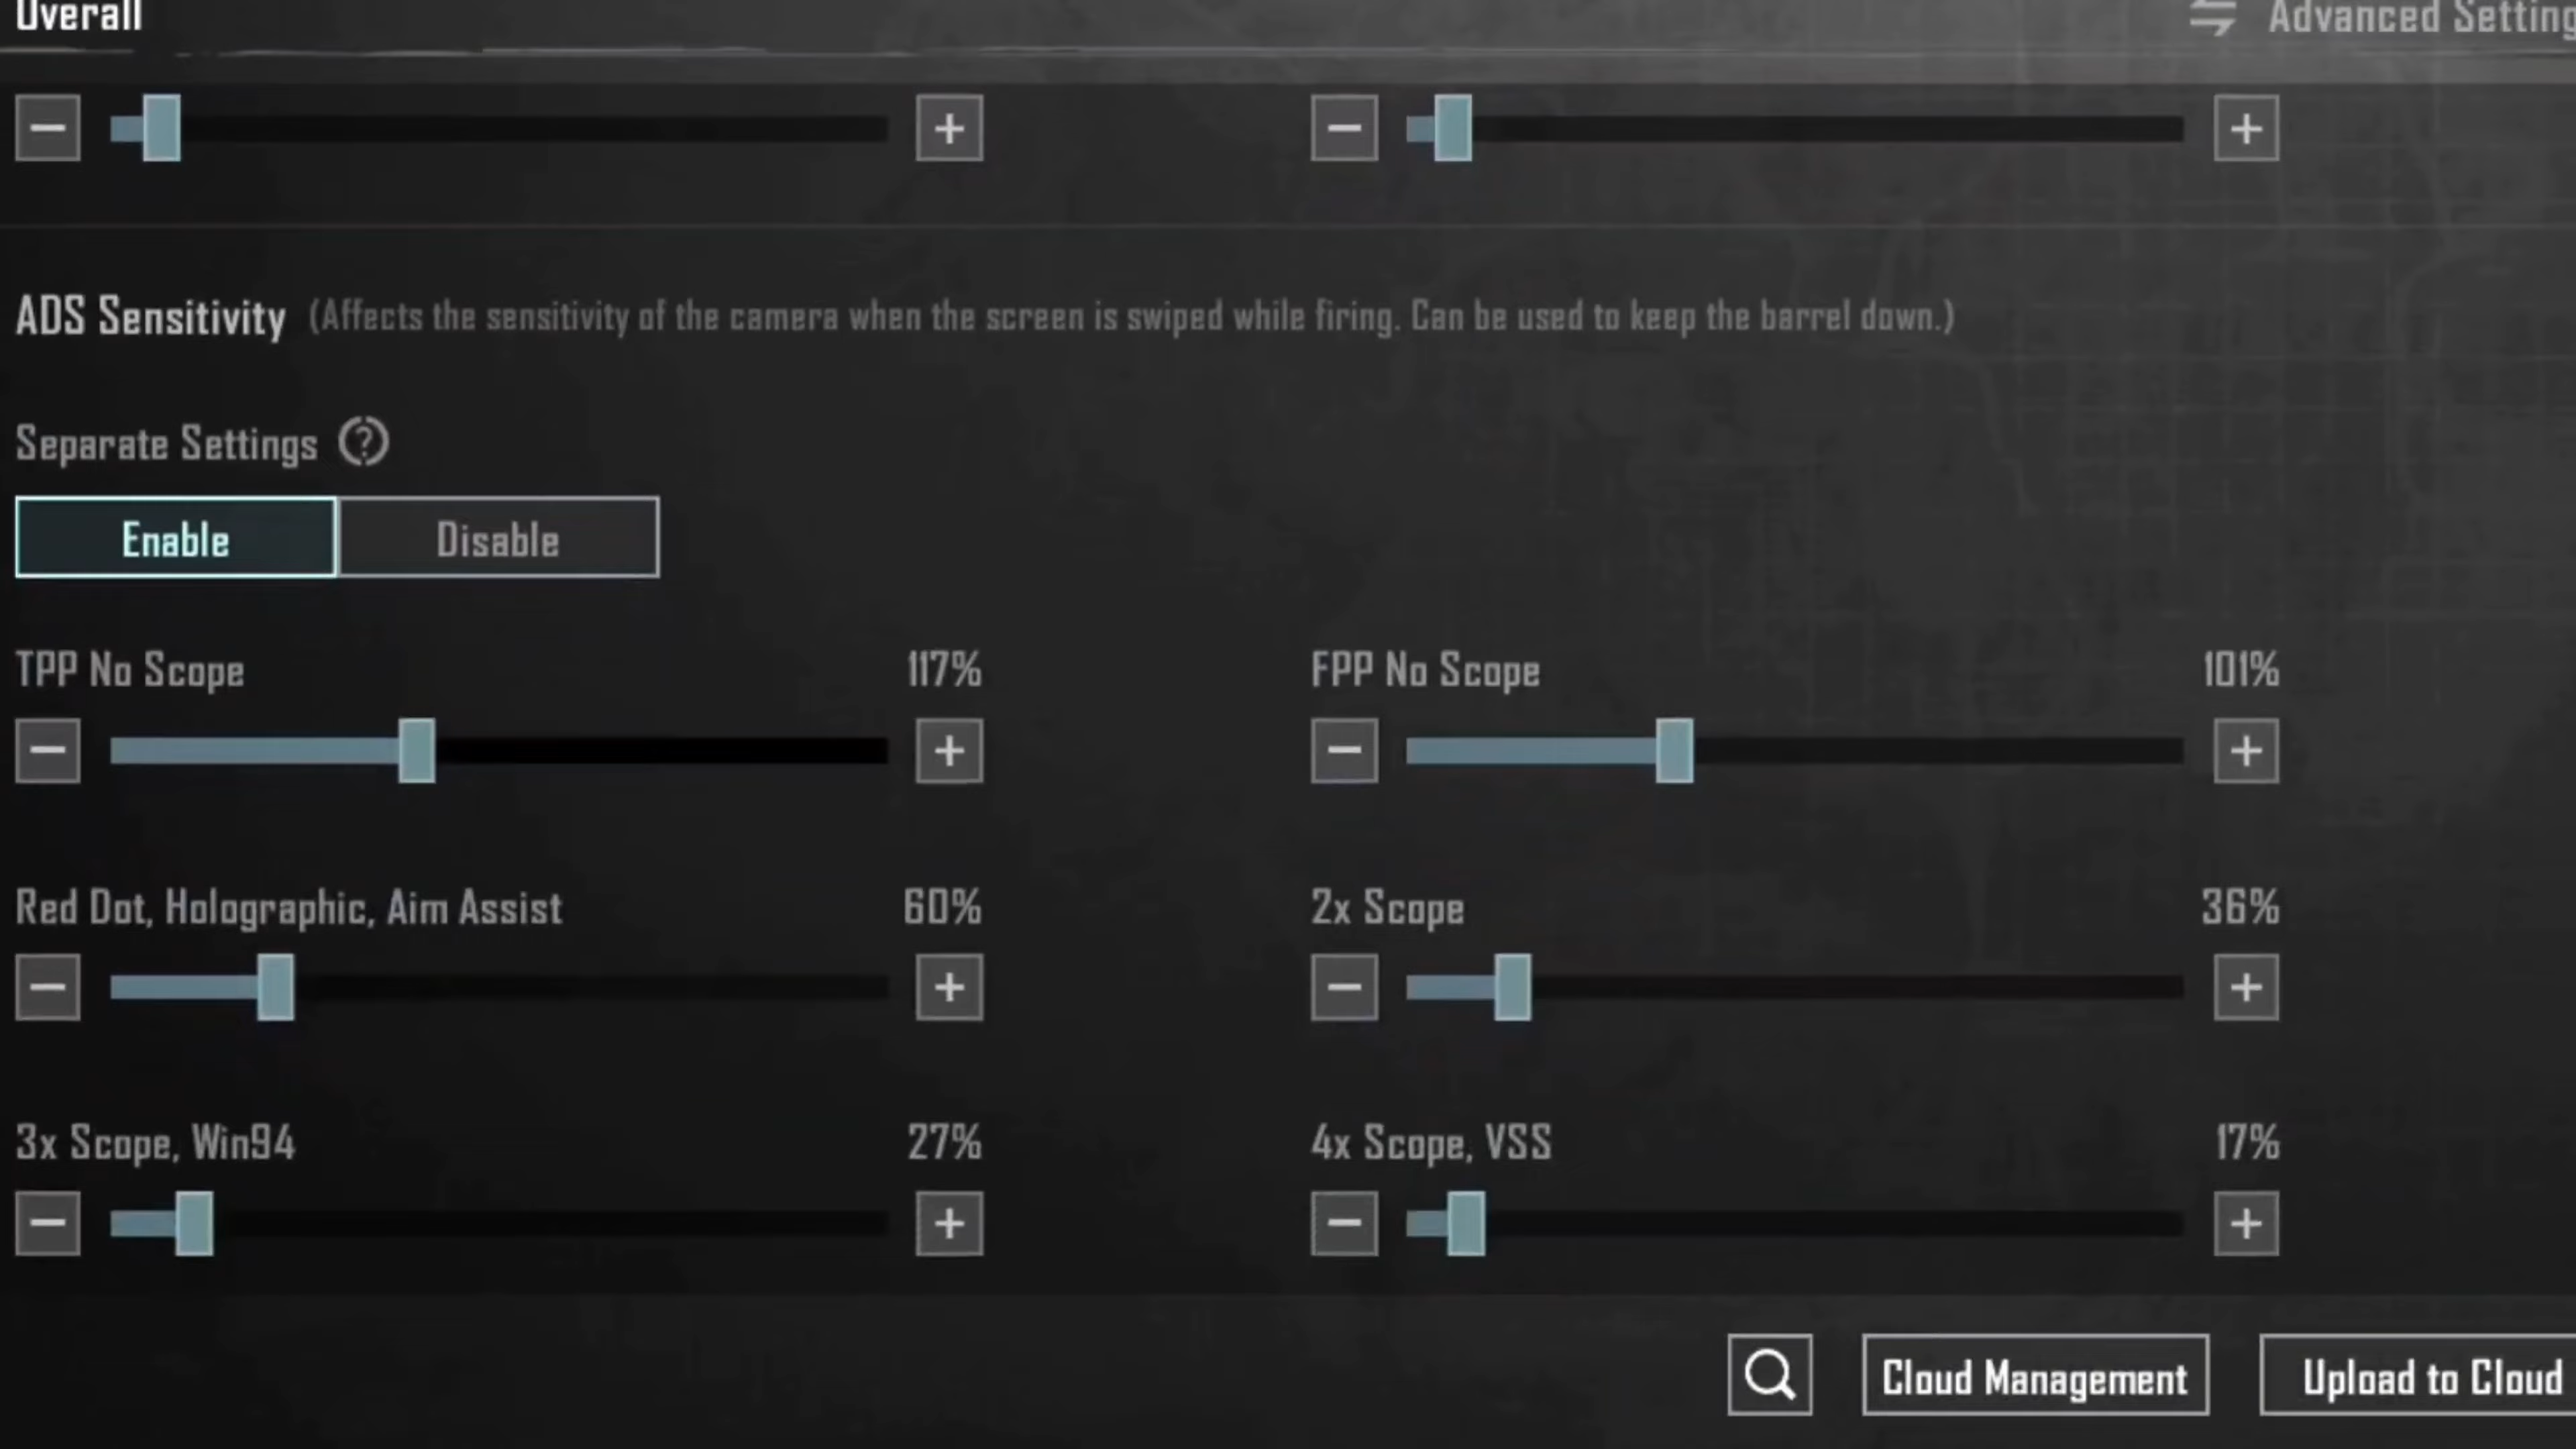 Overall
Advanced Setting
ADS Sensitivity (Affects the sensitivity of the camera when the screen is swiped while firing. Can be used to keep the barrel down.)
Separate Settings ?
Enable Disable
TPP No Scope 117% FPP No Scope 101%
Red Dot, Holographic, Aim Assist 60% 2x Scope 36%
3x Scope, Win94 27% 4x Scope, VSS 17%
Cloud Management Upload to Cloud